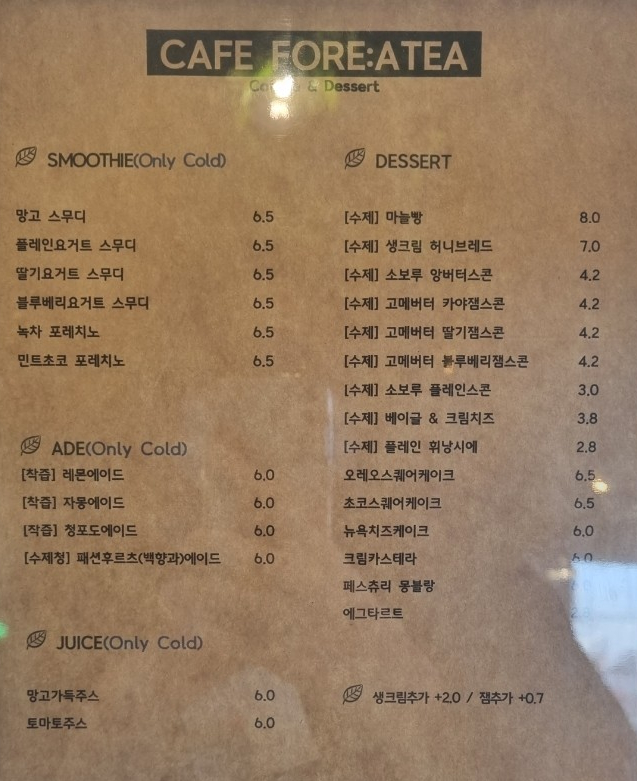 CAFE FORE:ATEA
& Dessert
SMOOTHIE(Only Cold)
망고 스무디 6.5
플레인요거트 스무디 6.5
딸기요거트 스무디 6.5
블루베리요거트 스무디 6.5
녹차 포레치노 6.5
민트초코 포레치노 6.5
ADE(Only Cold)
[착즙] 레몬에이드 6.0
[착즙] 자몽에이드 6.0
[착즙] 청포도에이드 6.0
[수제청] 패션후르츠(백향과)에이드 6.0
JUICE(Only Cold)
망고가득주스 6.0
토마토주스 6.0
DESSERT
[수제] 마늘빵 8.0
[수제] 생크림 허니브레드 7.0
[수제] 소보루 앙버터스콘 4.2
[수제] 고메버터 카야잼스콘 4.2
[수제] 고메버터 딸기잼스콘 4.2
[수제] 고메버터 블루베리잼스콘 4.2
[수제] 소보루 플레인스콘 3.0
[수제] 베이글 & 크림치즈 3.8
[수제] 플레인 휘낭시에 2.8
오레오스퀘어케이크 6.5
초코스퀘어케이크 6.5
뉴욕치즈케이크 6.0
크림카스테라 6.0
페스츄리 몽블랑
에그타르트
생크림추가 +2.0 / 잼추가 +0.7